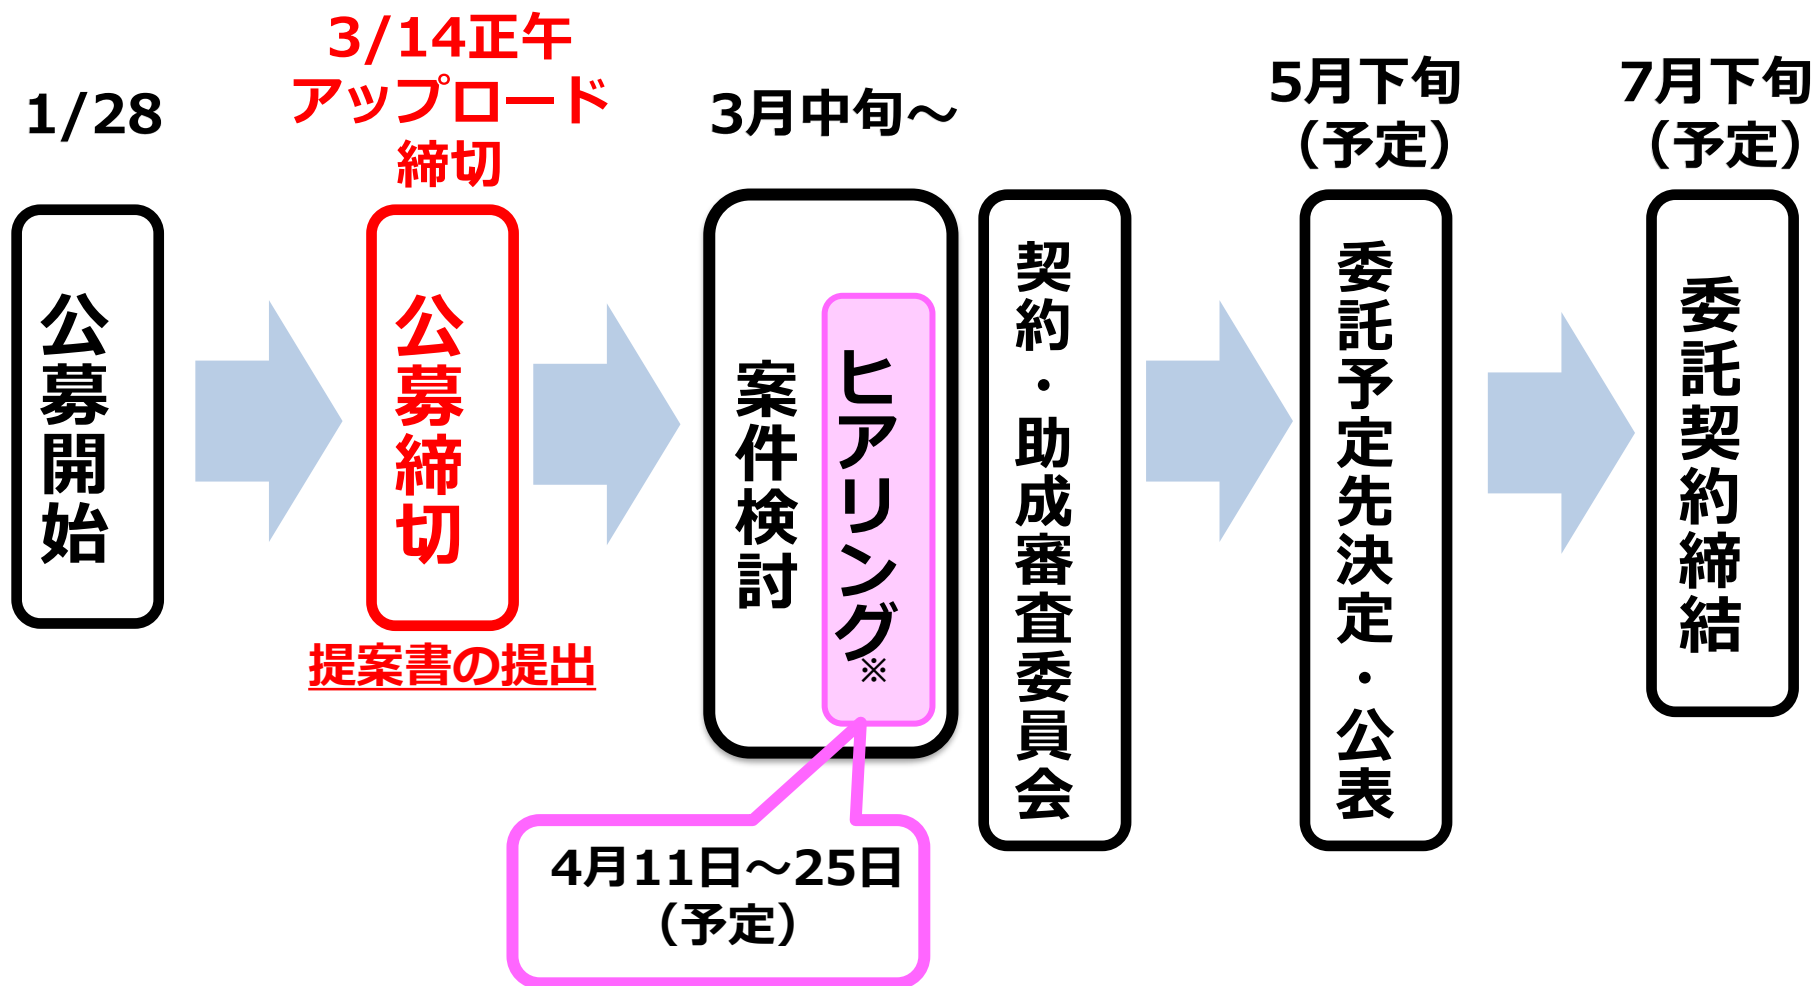 1/28
公募開始
3/14正午
アップロード
締切
公募締切
提案書の提出
3月中旬～
案件検討
ヒアリング※
4月11日～25日
（予定）
契約・助成審査委員会
5月下旬
（予定）
委託予定先決定・公表
7月下旬
（予定）
委託契約締結